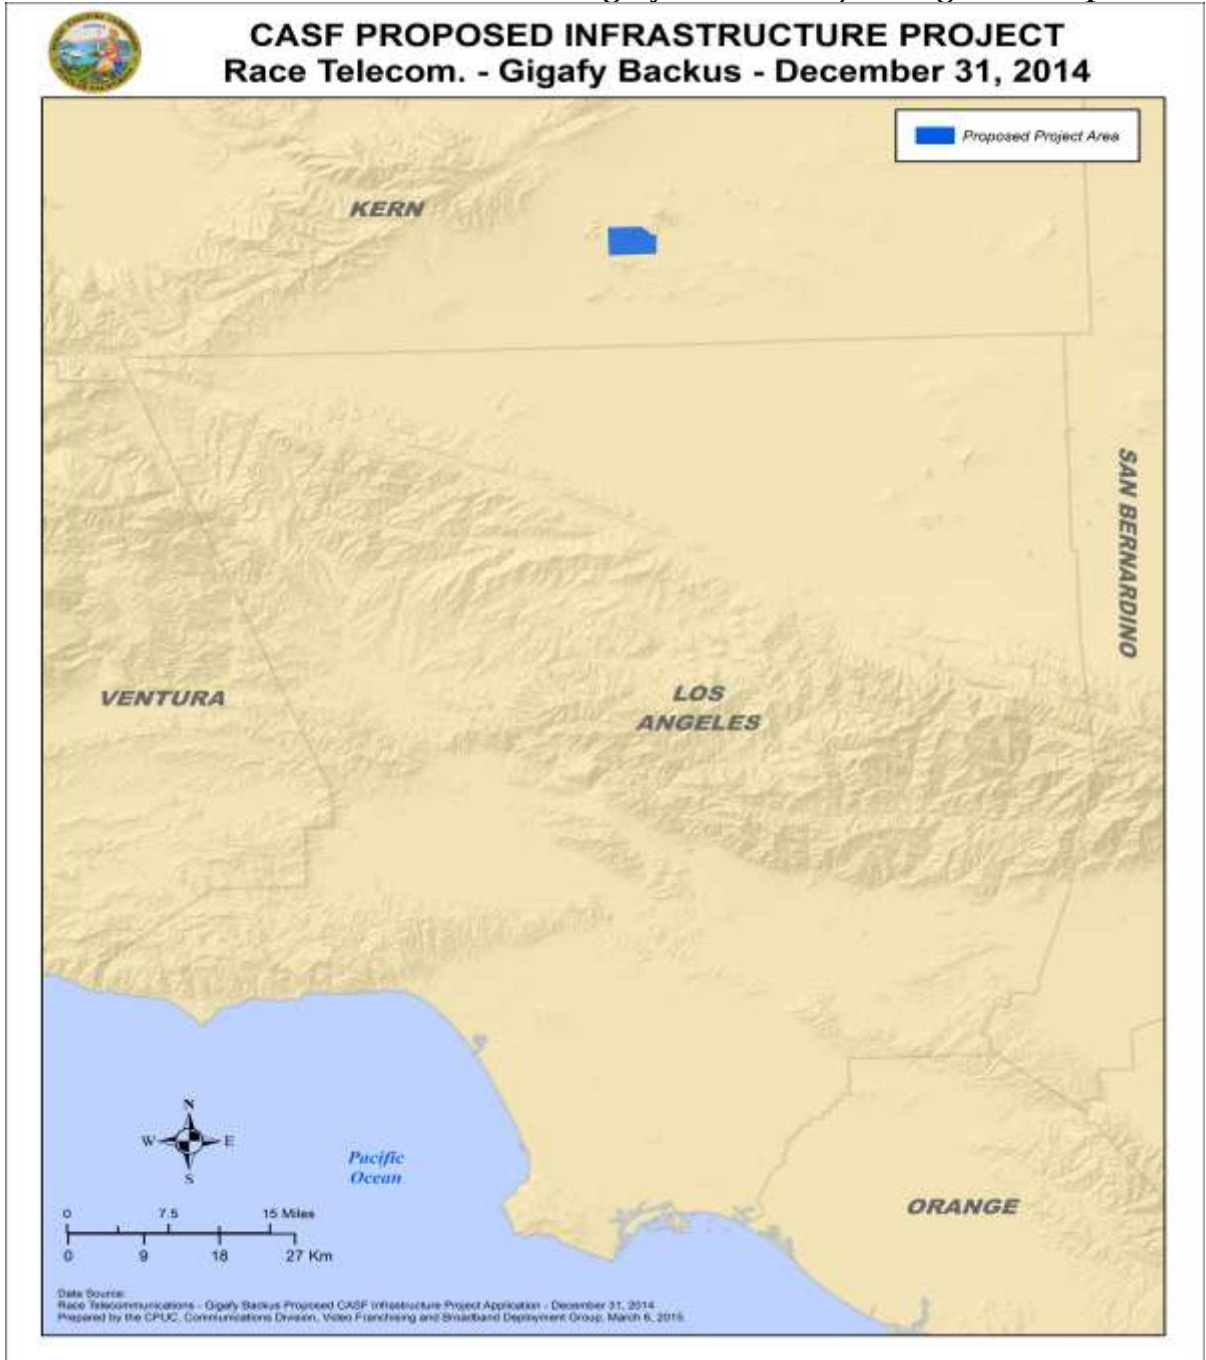 CASF PROPOSED INFRASTRUCTURE PROJECT
Race Telecom. - Gigafy Backus - December 31, 2014
Proposed Project Area
KERN
SAN BERNARDINO
VENTURA
LOS
ANGELES
N
W E
S
Pacific
Ocean
0 7.5 15 Miles
0 9 18 27 Km
ORANGE
Data Source:
Race Telecommunications - Gigafy Backus Proposed CASF Infrastructure Project Application - December 31, 2014
Prepared by the CPUC, Communications Division, Video Franchising and Broadband Deployment Group, March 6, 2015